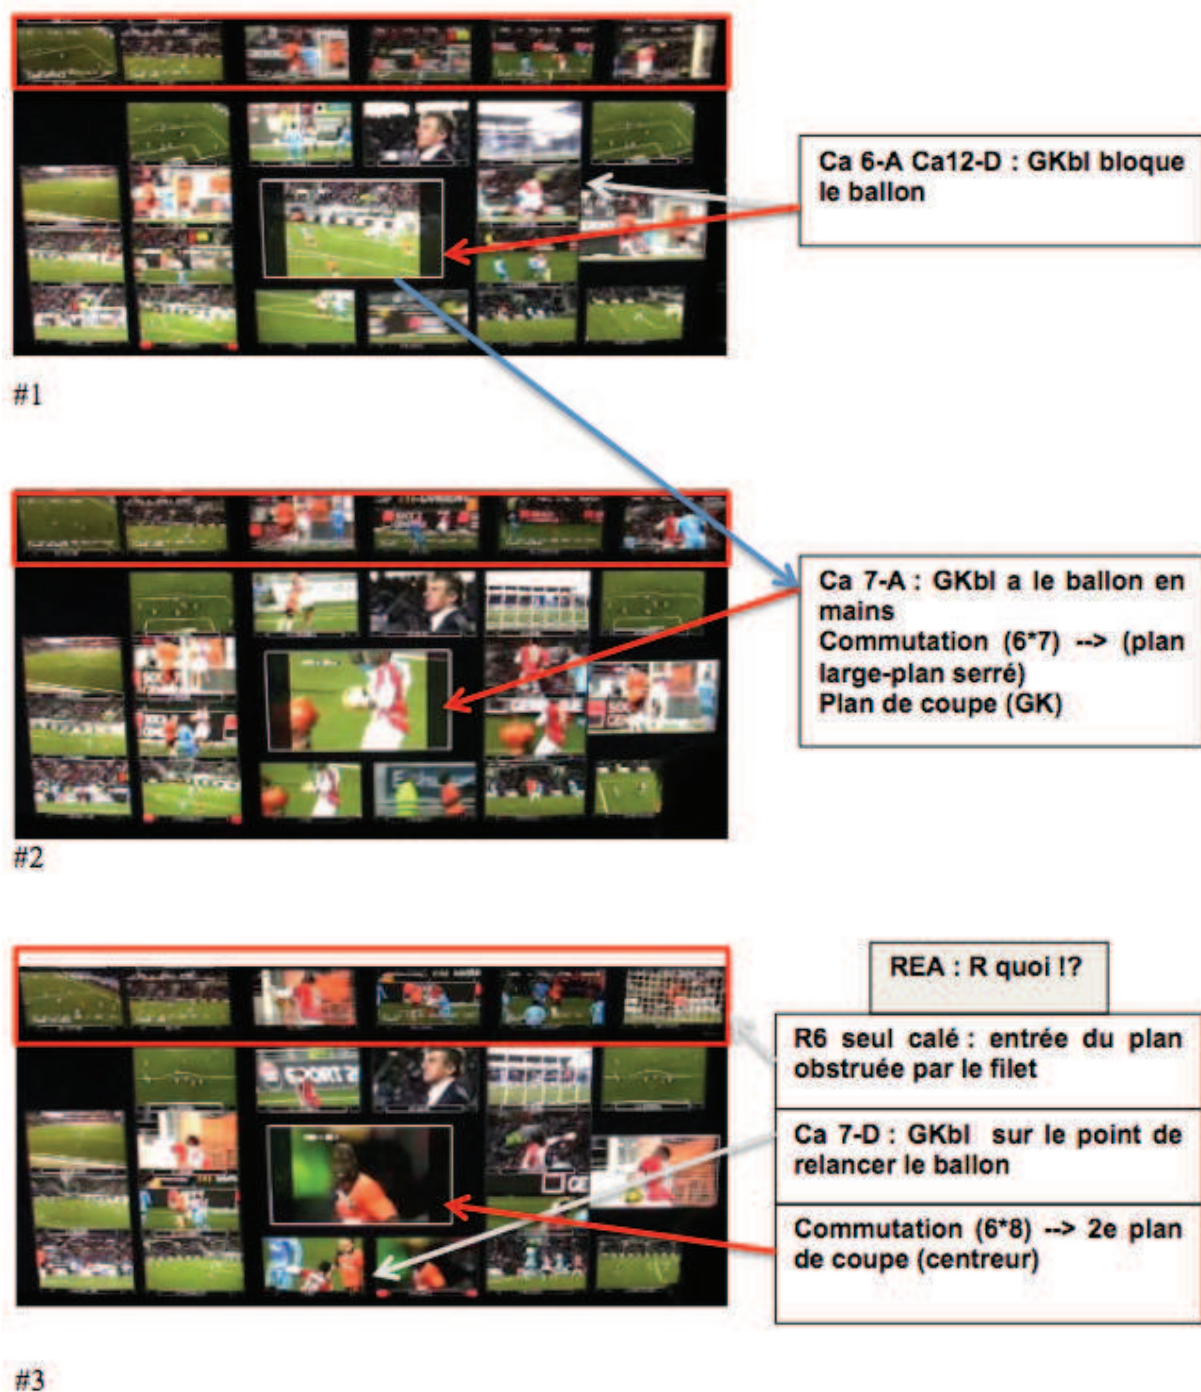 Ca 6-A Ca12-D : GKbl bloque
le ballon
#1
Ca 7-A : GKbl a le ballon en
mains
Commutation (6*7) --> (plan
large-plan serré)
Plan de coupe (GK)
#2
REA : R quoi !?
R6 seul calé : entrée du plan
obstruée par le filet
Ca 7-D : GKbl sur le point de
relancer le ballon
Commutation (6*8) --> 2e plan
de coupe (centreur)
#3